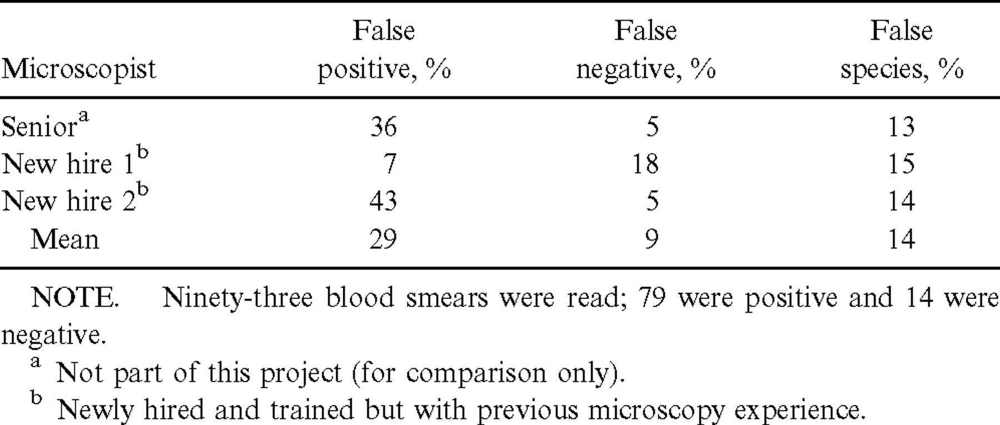 Microscopist False positive, % False negative, % False species, %
Senior^a 36 5 13
New hire 1^b 7 18 15
New hire 2^b 43 5 14
Mean 29 9 14
NOTE. Ninety-three blood smears were read; 79 were positive and 14 were
negative.
^a Not part of this project (for comparison only).
^b Newly hired and trained but with previous microscopy experience.